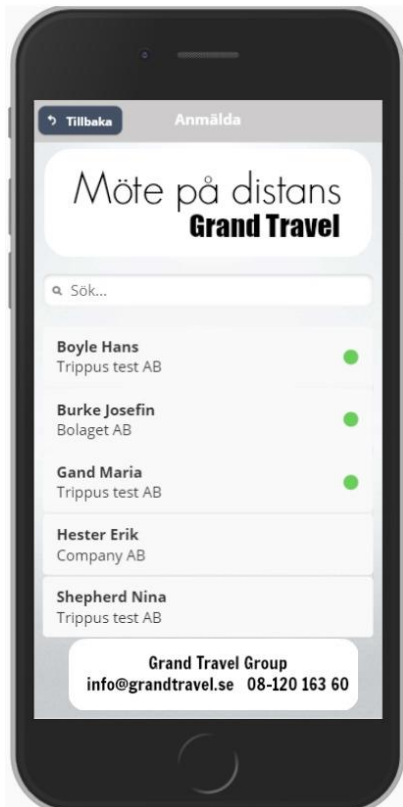 Tillbaka
Anmälda
Möte på distans
Grand Travel
Sök...
Boyle Hans
Trippus test AB
Burke Josefin
Bolaget AB
Gand Maria
Trippus test AB
Hester Erik
Company AB
Shepherd Nina
Trippus test AB
Grand Travel Group
info@grandtravel.se 08-120 163 60